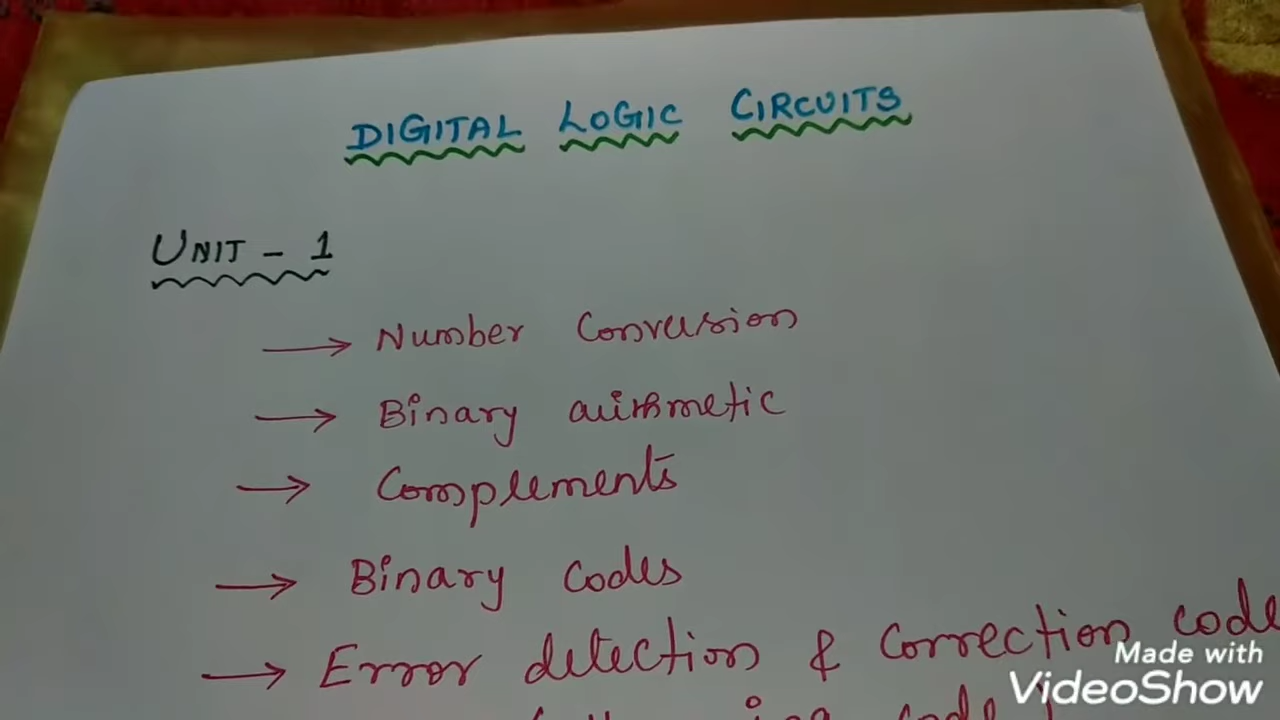 DIGITAL LOGIC CIRCUITS
UNIT - 1
→ Number Conversion
→ Binary arithmetic
→ Complements
→ Binary codes
→ Error detection & correction code
code)
Made with
VideoShow